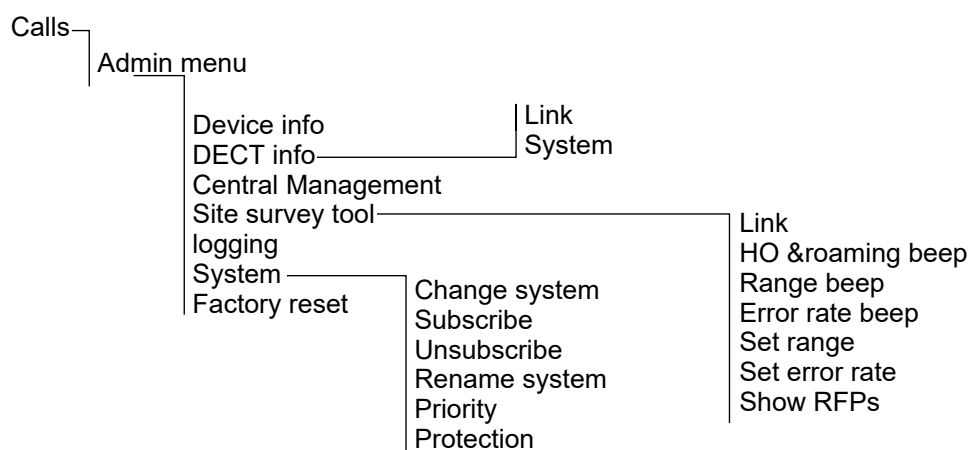 Calls
Admin menu
Device info
DECT info
Central Management
Site survey tool
logging
System
Factory reset
Link
System
Link
HO &roaming beep
Range beep
Error rate beep
Set range
Set error rate
Show RFPs
Change system
Subscribe
Unsubscribe
Rename system
Priority
Protection